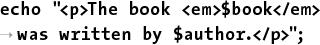 echo "<p>The book <em>$book</em>
→ was written by $author.</p>";